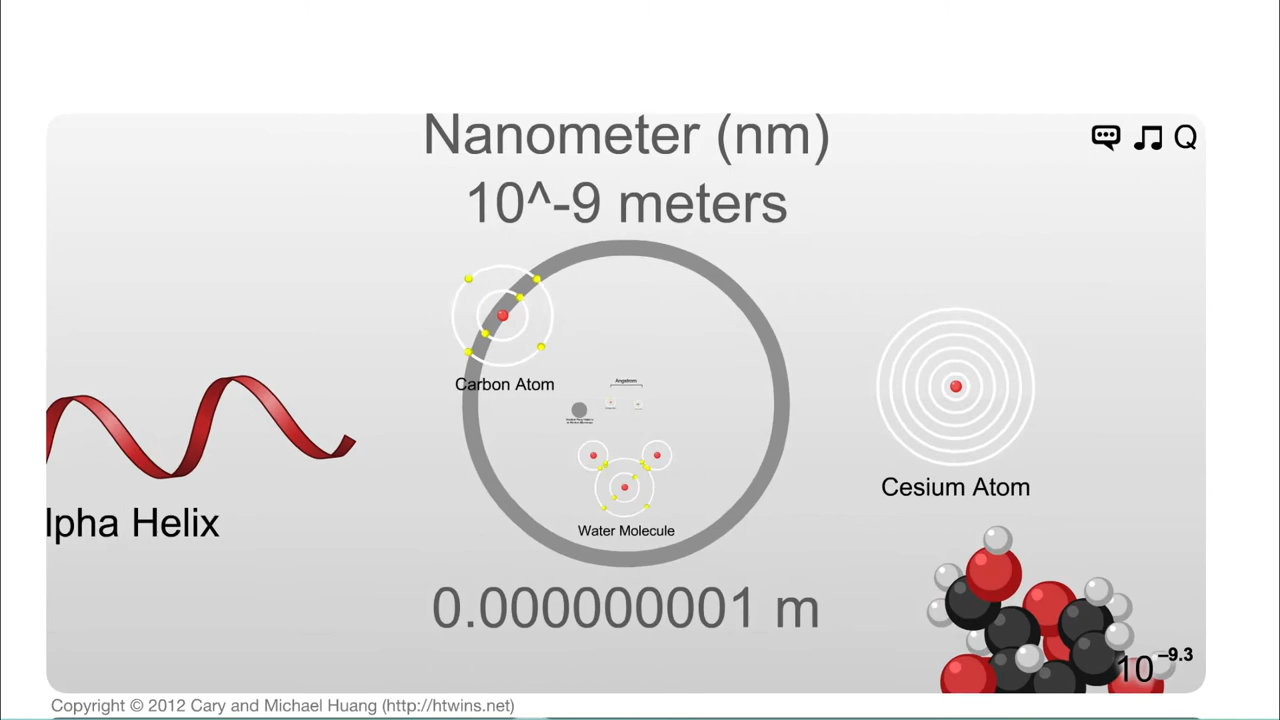 Nanometer (nm)
10^-9 meters
Q
Carbon Atom
Angstrom
Water Molecule
Cesium Atom
lpha Helix
0.000000001 m
10^–9.3
Copyright © 2012 Cary and Michael Huang (http://htwins.net)